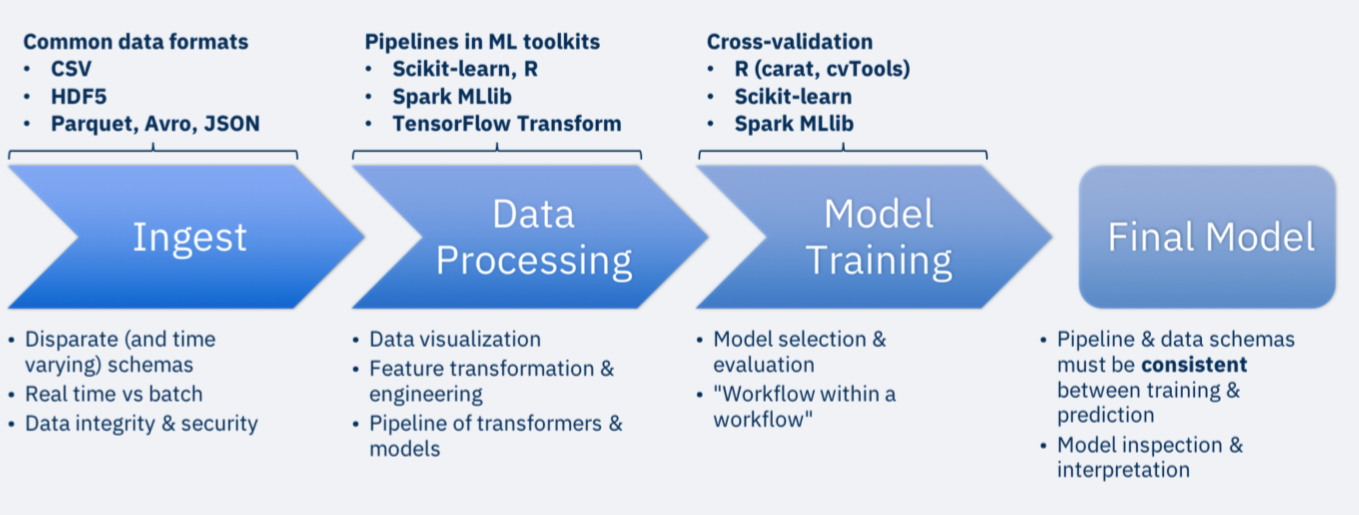 Common data formats
• CSV
• HDF5
• Parquet, Avro, JSON
Pipelines in ML toolkits
• Scikit-learn, R
• Spark MLlib
• TensorFlow Transform
Cross-validation
• R (carat, cvTools)
• Scikit-learn
• Spark MLlib
Ingest
Data
Processing
Model
Training
Final Model
• Disparate (and time
varying) schemas
• Real time vs batch
• Data integrity & security
• Data visualization
• Feature transformation &
engineering
• Pipeline of transformers &
models
• Model selection &
evaluation
• "Workflow within a
workflow"
• Pipeline & data schemas
must be consistent
between training &
prediction
• Model inspection &
interpretation